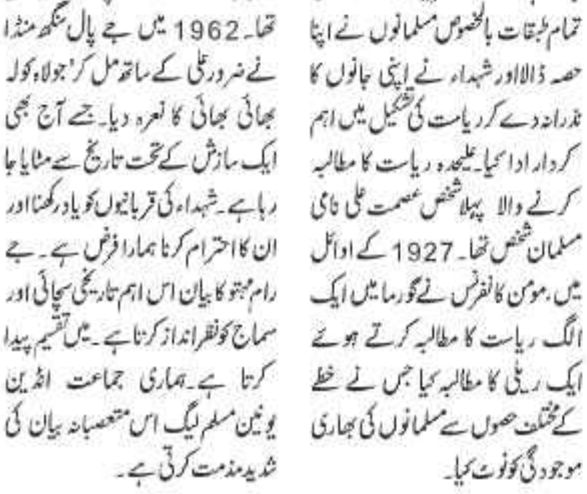 تمام طبقات بالخصوص مسلمانوں نے اپنا
حصہ ڈالا اور شہداء نے اپنی جانوں کا
نذرانہ دے کر ریاست کی تشکیل میں اہم
کردار ادا کیا۔ علیحدہ ریاست کا مطالبہ
کرنے والا پہلا شخص عصمت علی نامی
مسلمان شخص تھا۔ 1927 کے اوائل
میں ،مومن کانفرنس نے گورما میں ایک
الگ ریاست کا مطالبہ کرتے ہوئے
ایک ریلی کا مطالبہ کیا جس نے خطے
کے مختلف حصوں سے مسلمانوں کی بھاری
موجودگی کو نوٹ کیا۔
تھا۔ 1962 میں جے پال سنگھ منڈا
نے ضرور علی کے ساتھ مل کر 'جولاہ کولہ
بھائی بھائی کا نعرہ دیا۔ جسے آج بھی
ایک سازش کے تحت تاریخ سے مٹایا جا
رہا ہے۔ شہداء کی قربانیوں کو یاد رکھنا اور
ان کا احترام کرنا ہمارا فرض ہے۔ جے
رام مہتو کا بیان اس اہم تاریخی سچائی اور
سماج کو نظر انداز کرتا ہے۔ میں تقسیم پیدا
کرتا ہے۔ ہماری جماعت انڈین
یونین مسلم لیگ اس متعصبانہ بیان کی
شدید مذمت کرتی ہے۔